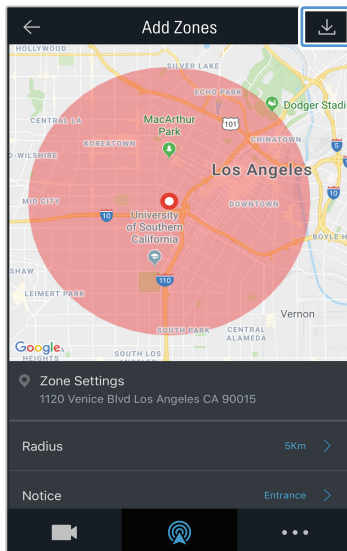 Add Zones
HOLLYWOOD
SILVER LAKE
ECHO PARK
Dodger Stadi
CENTRAL LA
MacArthur
Park
101
CHINATOWN
5
KOREATOWN
D-WILSHIRE
Los Angeles
10
MID CITY
10
University
of Southern
California
DOWNTOWN
BOYLE H
SHAW
110
LEIMERT PARK
Vernon
SOUTH PARK
CENTRAL
ALAMEDA
Google
HEIGHTS
SOUTH LOS
Zone Settings
1120 Venice Blvd Los Angeles CA 90015
Radius
5Km
Notice
Entrance